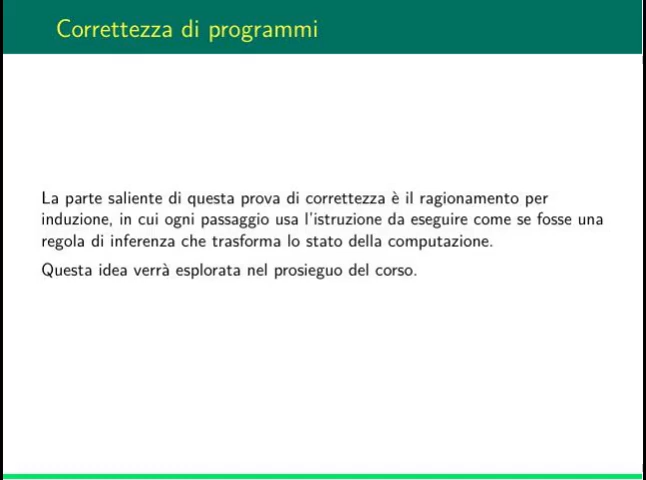 Correttezza di programmi
La parte saliente di questa prova di correttezza è il ragionamento per
induzione, in cui ogni passaggio usa l'istruzione da eseguire come se fosse una
regola di inferenza che trasforma lo stato della computazione.
Questa idea verrà esplorata nel prosieguo del corso.